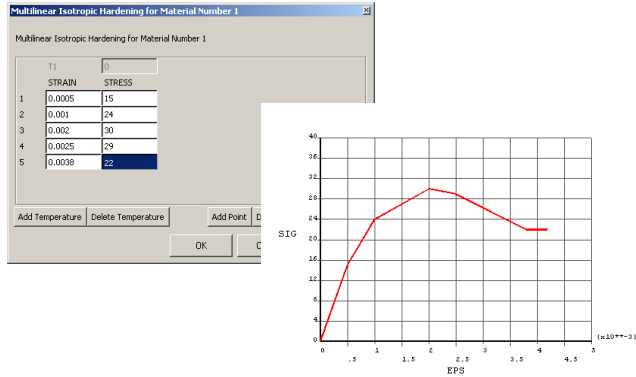 Multilinear Isotropic Hardening for Material Number 1
Multilinear Isotropic Hardening for Material Number 1
T1 0
STRAIN STRESS
1 0.0005 15
2 0.001 24
3 0.002 30
4 0.0025 29
5 0.0038 22
Add Temperature Delete Temperature Add Point D
OK C
40
36
32
28
24
SIG
20
16
12
8
4
0
(x10**-3)
0 1 2 3 4 5
.5 1.5 2.5 3.5 4.5
EPS